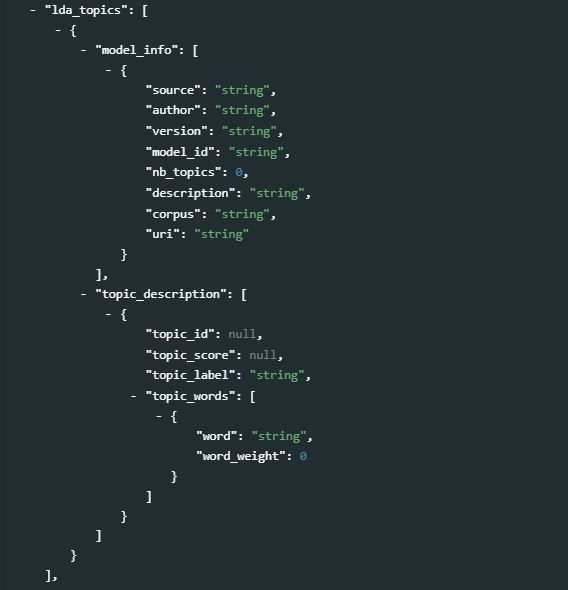 - "lda_topics": [
- {
- "model_info": [
- {
"source": "string",
"author": "string",
"version": "string",
"model_id": "string",
"nb_topics": 0,
"description": "string",
"corpus": "string",
"uri": "string"
}
],
- "topic_description": [
- {
"topic_id": null,
"topic_score": null,
"topic_label": "string",
- "topic_words": [
- {
"word": "string",
"word_weight": 0
}
]
}
]
}
],